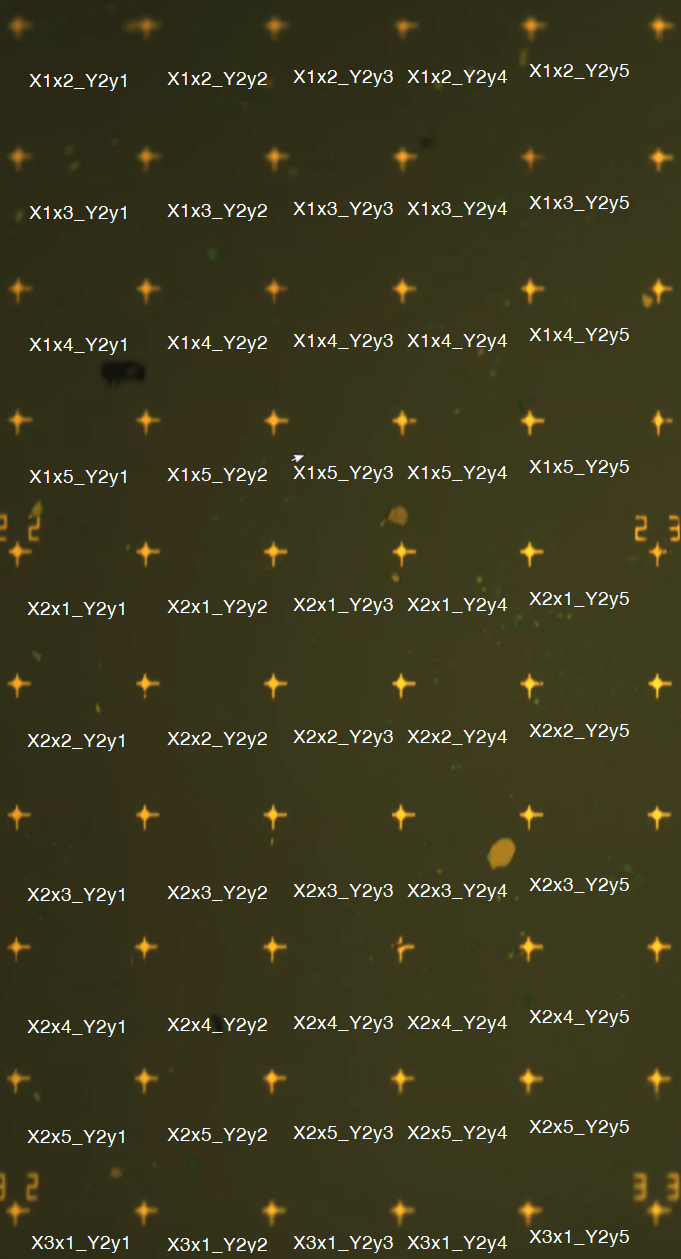 X1x2_Y2y1 X1x2_Y2y2 X1x2_Y2y3 X1x2_Y2y4 X1x2_Y2y5
X1x3_Y2y1 X1x3_Y2y2 X1x3_Y2y3 X1x3_Y2y4 X1x3_Y2y5
X1x4_Y2y1 X1x4_Y2y2 X1x4_Y2y3 X1x4_Y2y4 X1x4_Y2y5
X1x5_Y2y1 X1x5_Y2y2 X1x5_Y2y3 X1x5_Y2y4 X1x5_Y2y5
2 2 2 3
X2x1_Y2y1 X2x1_Y2y2 X2x1_Y2y3 X2x1_Y2y4 X2x1_Y2y5
X2x2_Y2y1 X2x2_Y2y2 X2x2_Y2y3 X2x2_Y2y4 X2x2_Y2y5
X2x3_Y2y1 X2x3_Y2y2 X2x3_Y2y3 X2x3_Y2y4 X2x3_Y2y5
X2x4_Y2y1 X2x4_Y2y2 X2x4_Y2y3 X2x4_Y2y4 X2x4_Y2y5
X2x5_Y2y1 X2x5_Y2y2 X2x5_Y2y3 X2x5_Y2y4 X2x5_Y2y5
3 2 3 3
X3x1_Y2y1 X3x1_Y2y2 X3x1_Y2y3 X3x1_Y2y4 X3x1_Y2y5